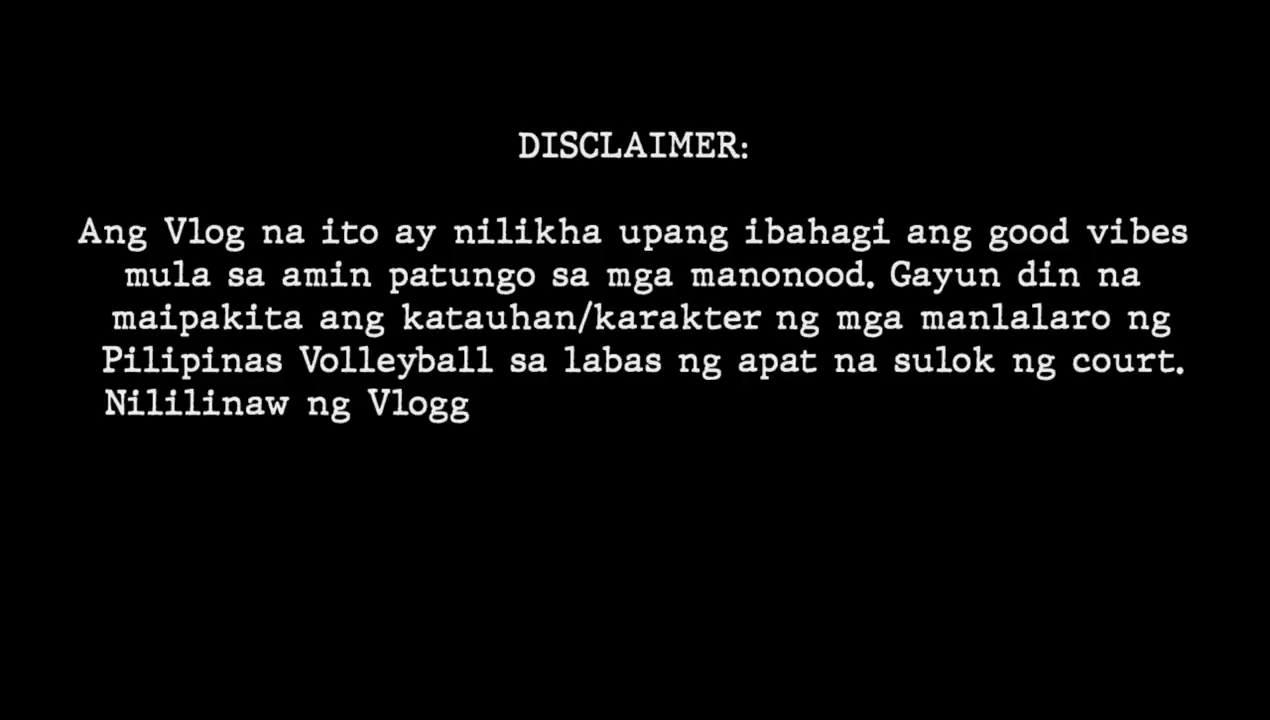 DISCLAIMER:
Ang Vlog na ito ay nilikha upang ibahagi ang good vibes
mula sa amin patungo sa mga manonood. Gayun din na
maipakita ang katauhan/karakter ng mga manlalaro ng
Pilipinas Volleyball sa labas ng apat na sulok ng court.
Nililinaw ng Vlogg